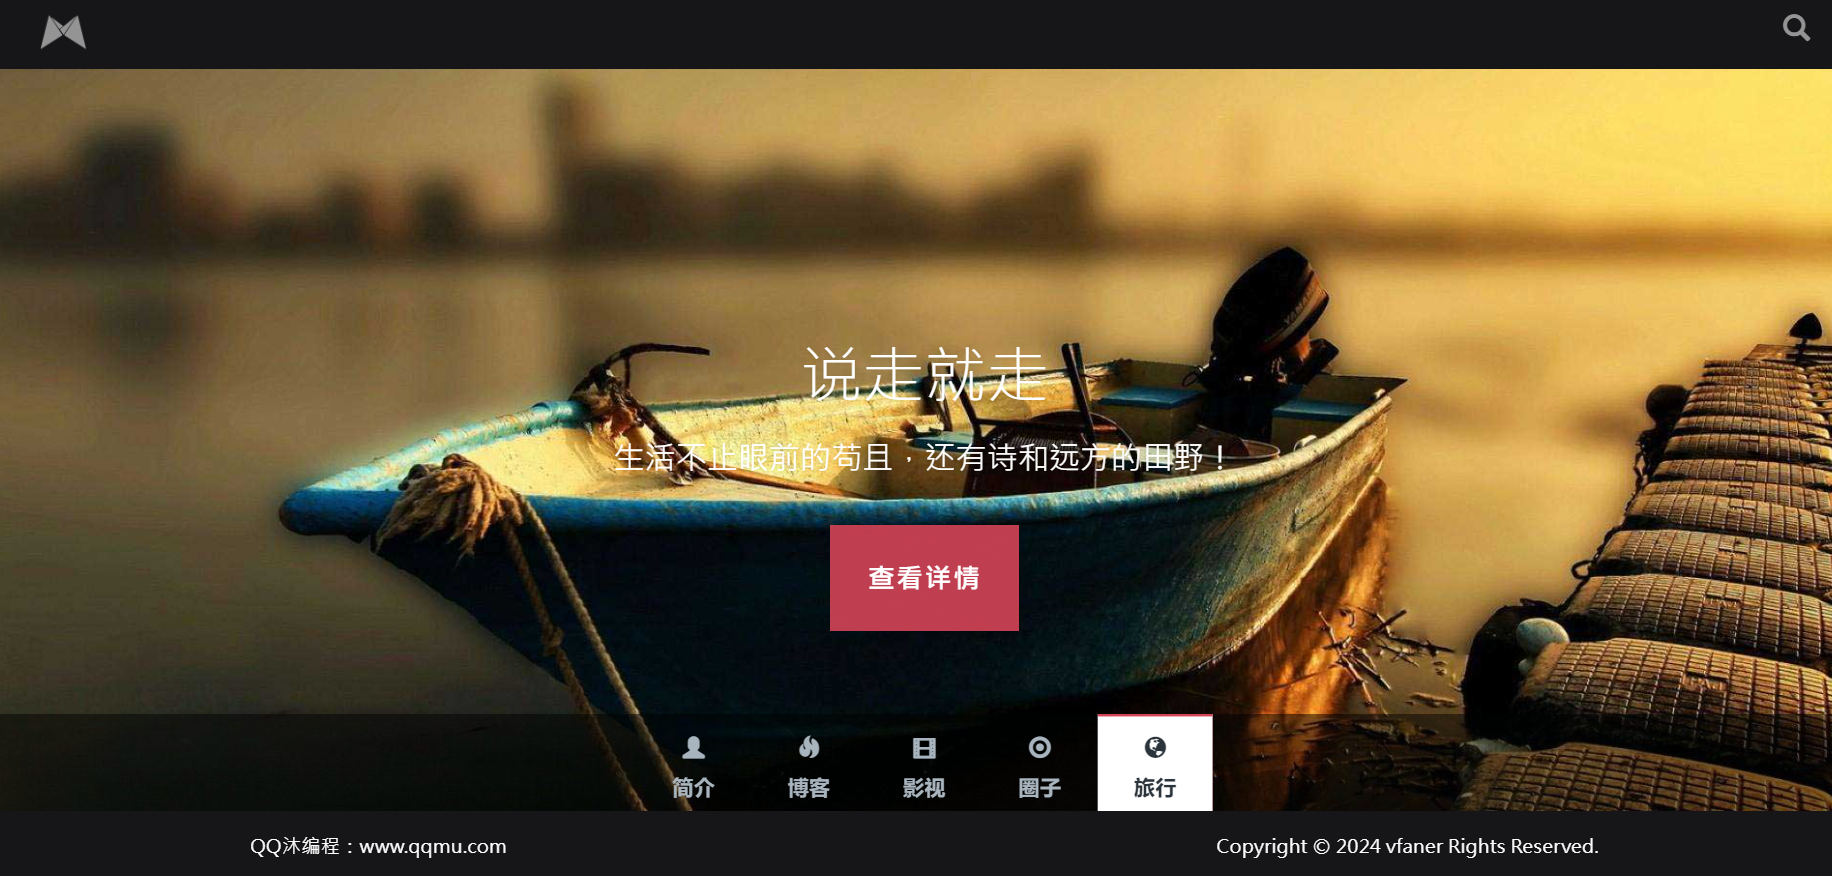 说走就走
生活不止眼前的苟且，还有诗和远方的田野！
查看详情
简介 博客 影视 圈子 旅行
QQ沐编程：www.qqmu.com
Copyright © 2024 vfaner Rights Reserved.